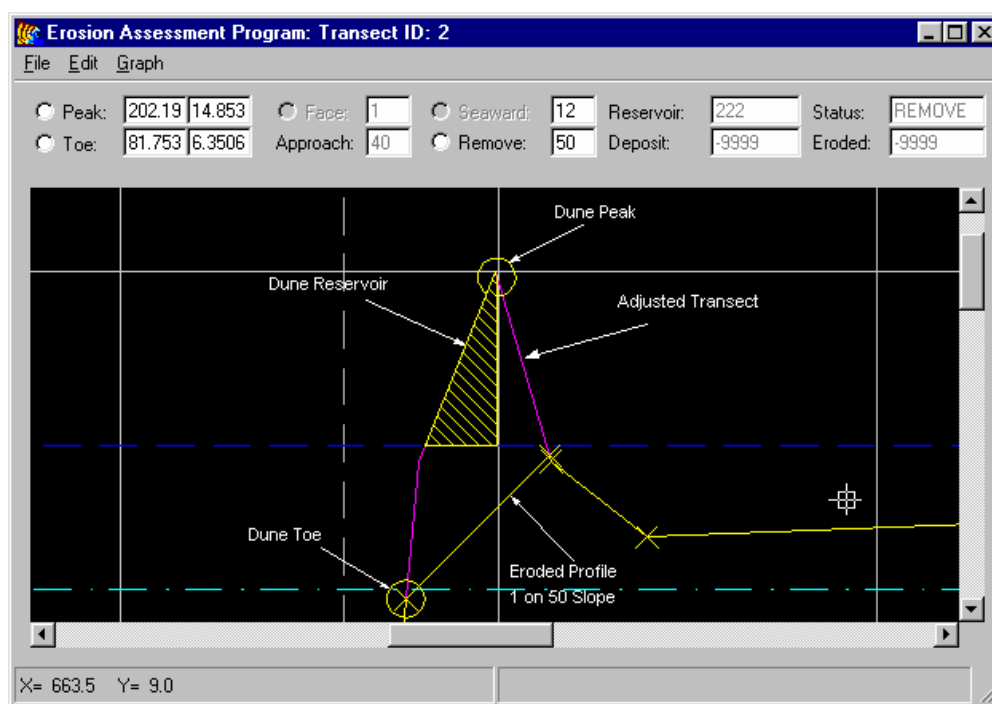 Erosion Assessment Program: Transect ID: 2
File Edit Graph
Peak: 202.19 14.853 Face: 1 Seaward: 12 Reservoir: 222 Status: REMOVE
Toe: 81.753 6.3506 Approach: 40 Remove: 50 Deposit: -9999 Eroded: -9999
Dune Peak
Dune Reservoir
Adjusted Transect
Dune Toe
Eroded Profile
1 on 50 Slope
X= 663.5 Y= 9.0